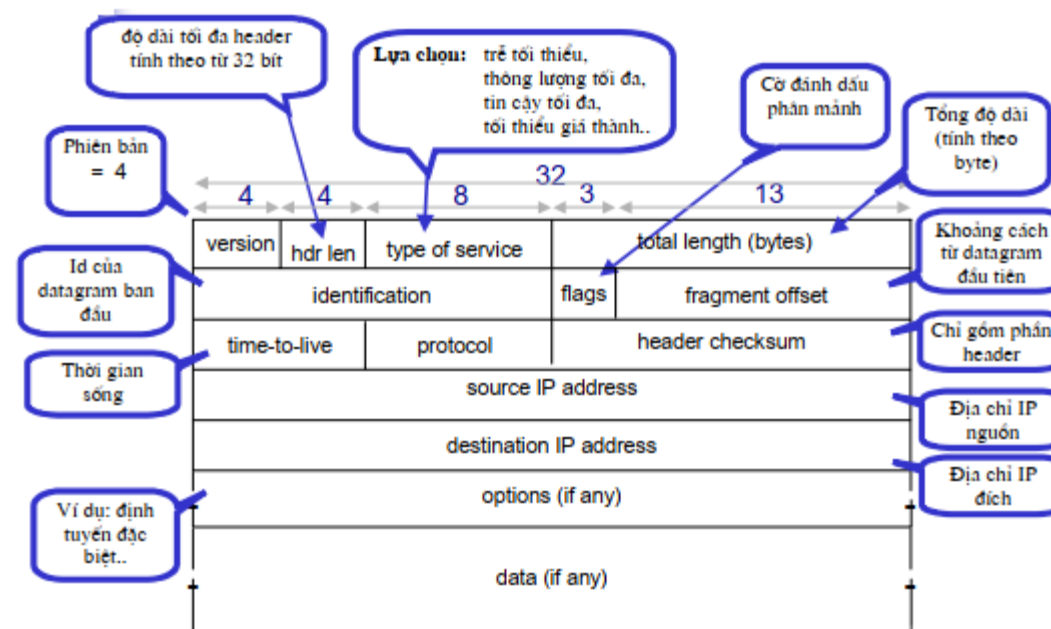 độ dài tối đa header
tính theo từ 32 bít
Lựa chọn: trễ tối thiểu,
thông lượng tối đa,
tin cậy tối đa,
tối thiểu giá thành..
Cờ đánh dấu
phân mảnh
Tổng độ dài
(tính theo
byte)
Phiên bản
= 4
32
4 4 8 3 13
version hdr len type of service total length (bytes)
Khoảng cách
từ datagram
đầu tiên
Id của
datagram ban
đầu
identification flags fragment offset
time-to-live protocol header checksum
Chỉ gồm phần
header
Thời gian
sống
source IP address
Địa chỉ IP
nguồn
destination IP address
Địa chỉ IP
đích
options (if any)
Ví dụ: định
tuyến đặc
biệt..
data (if any)